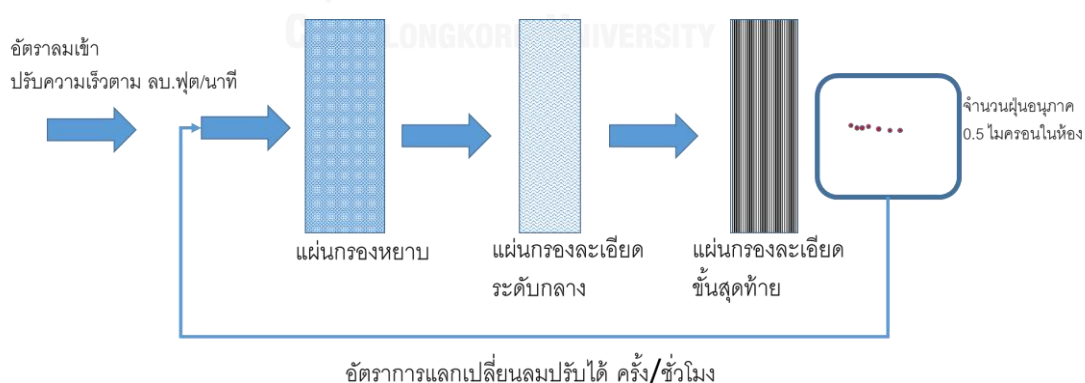 CHULALONGKORN UNIVERSITY
อัตราลมเข้า
ปรับความเร็วตาม ลบ.ฟุต/นาที
จำนวนฝุ่นอนุภาค
0.5 ไมครอนในห้อง
แผ่นกรองหยาบ
แผ่นกรองละเอียด
ระดับกลาง
แผ่นกรองละเอียด
ขั้นสุดท้าย
อัตราการแลกเปลี่ยนลมปรับได้ ครั้ง/ชั่วโมง